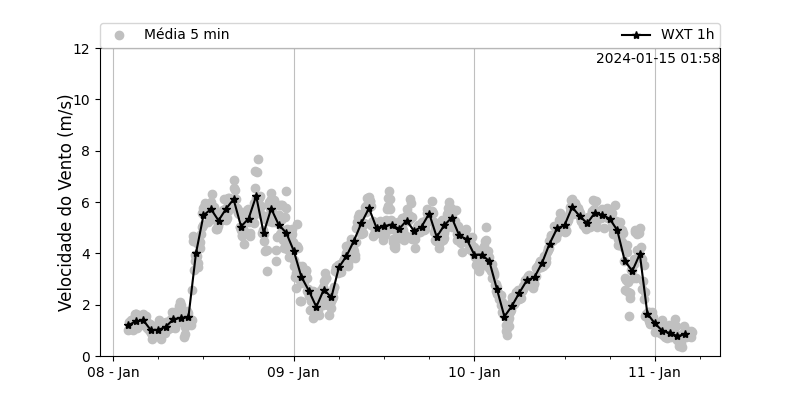 Média 5 min
WXT 1h
2024-01-15 01:58
Velocidade do Vento (m/s)
12
10
8
6
4
2
0
08 - Jan
09 - Jan
10 - Jan
11 - Jan